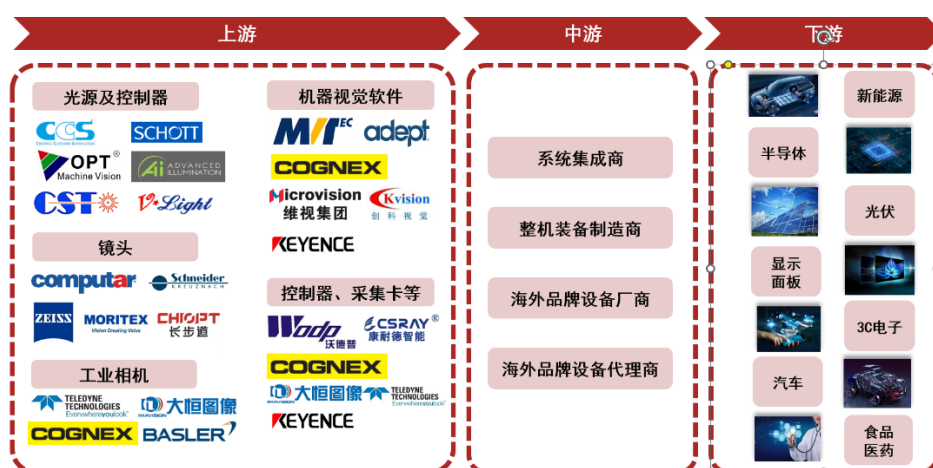 上游
中游
下游
光源及控制器
CCS
SCHOTT
OPT®
Machine Vision
Ai ADVANCED
ILLUMINATION
CST
V-Light
镜头
computar
Schneider
KREUZNACH
ZEISS
MORITEX
Vision Creating Value
CHIOPT
长步道
工业相机
TELEDYNE
TECHNOLOGIES
Everywhereyoulook
大恒图像
COGNEX
BASLER
机器视觉软件
MVTEC
adept
COGNEX
Microvision
维视集团
Kvision
创科视觉
KEYENCE
控制器、采集卡等
Wodp
沃德普
CSRAY®
康耐德智能
COGNEX
大恒图像
TELEDYNE
TECHNOLOGIES
Everywhereyoulook
KEYENCE
系统集成商
整机装备制造商
海外品牌设备厂商
海外品牌设备代理商
新能源
半导体
光伏
显示
面板
3C电子
汽车
食品
医药